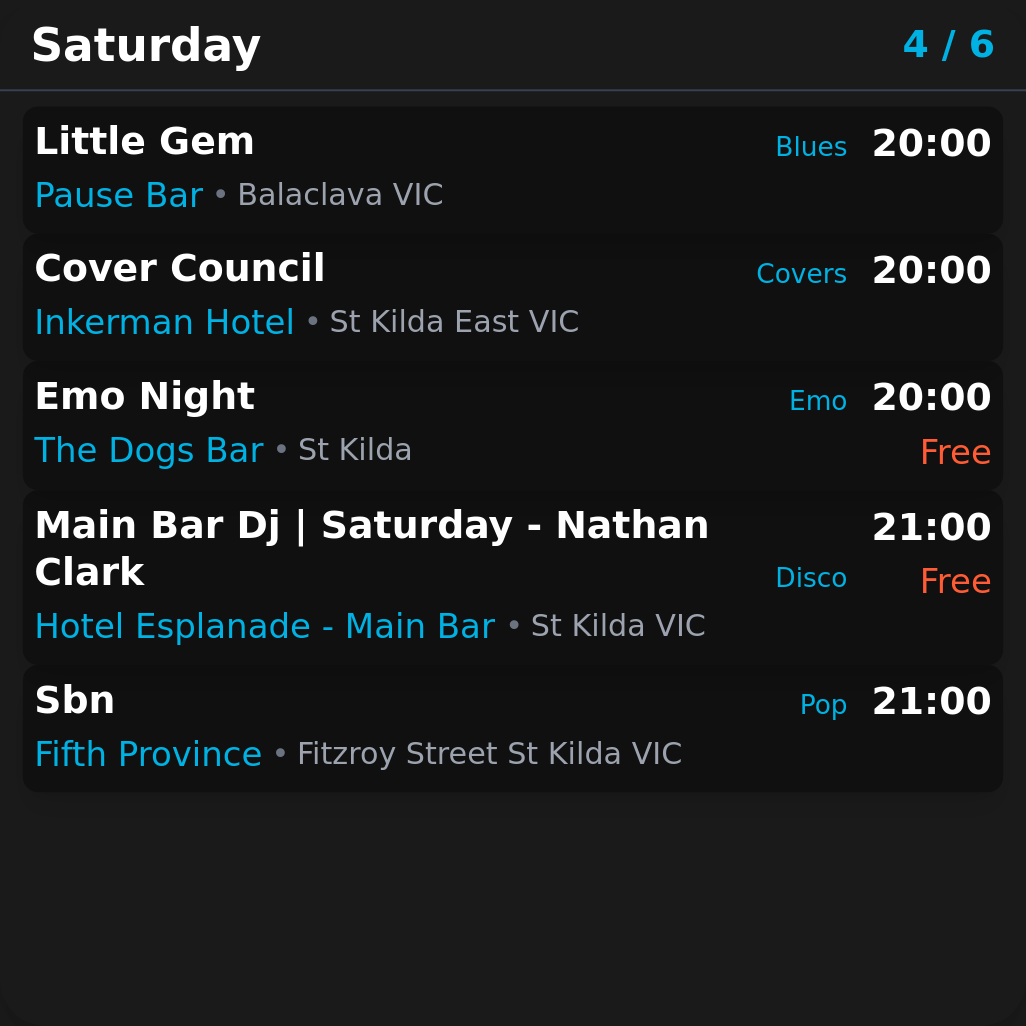 Saturday
4 / 6
Little Gem
Blues 20:00
Pause Bar • Balaclava VIC
Cover Council
Covers 20:00
Inkerman Hotel • St Kilda East VIC
Emo Night
Emo 20:00
The Dogs Bar • St Kilda
Free
Main Bar Dj | Saturday - Nathan
Clark
Disco
21:00
Free
Hotel Esplanade - Main Bar • St Kilda VIC
Sbn
Pop 21:00
Fifth Province • Fitzroy Street St Kilda VIC